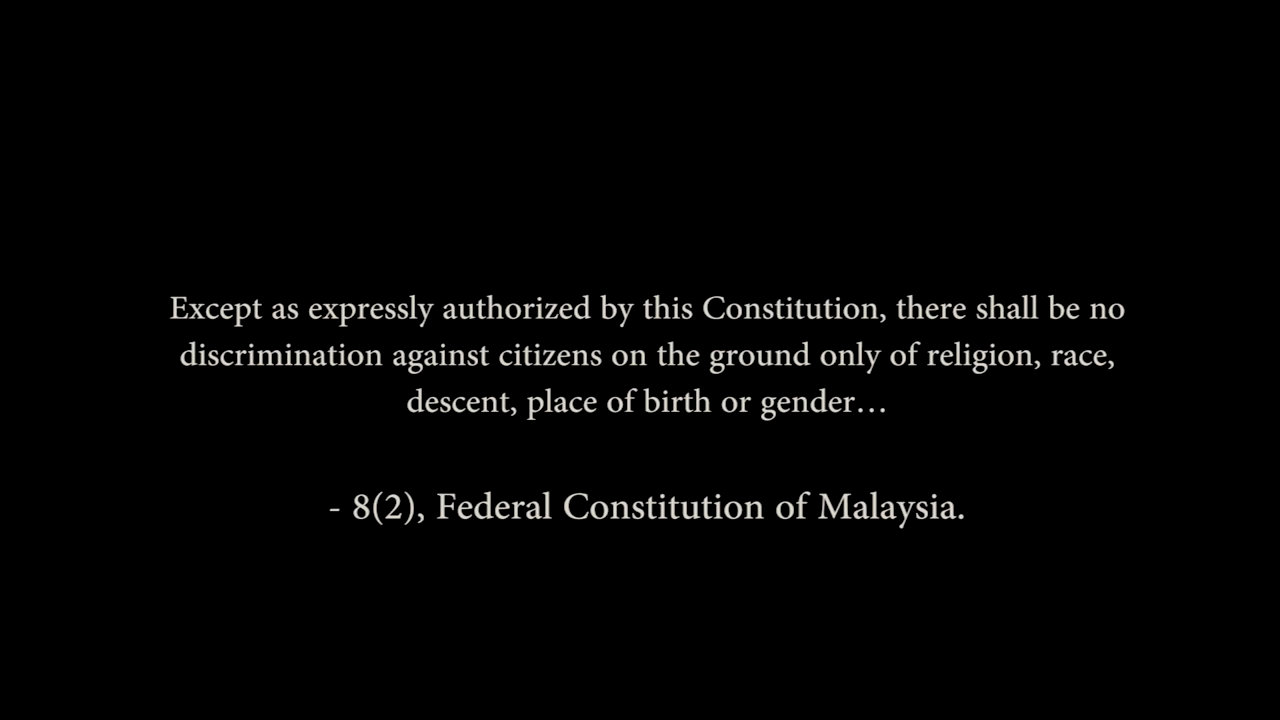 Except as expressly authorized by this Constitution, there shall be no
discrimination against citizens on the ground only of religion, race,
descent, place of birth or gender…
- 8(2), Federal Constitution of Malaysia.